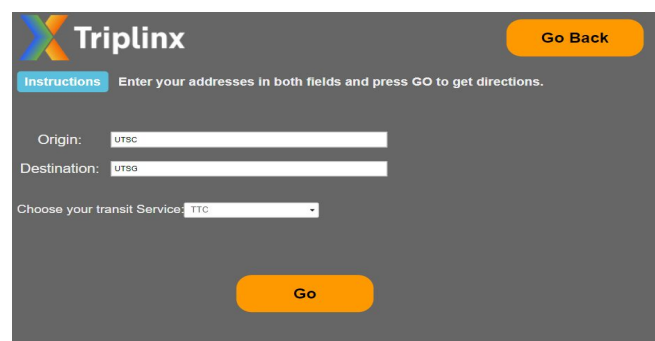 Triplinx
Go Back
Instructions Enter your addresses in both fields and press GO to get directions.
Origin: UTSC
Destination: UTSG
Choose your transit Service: TTC
Go